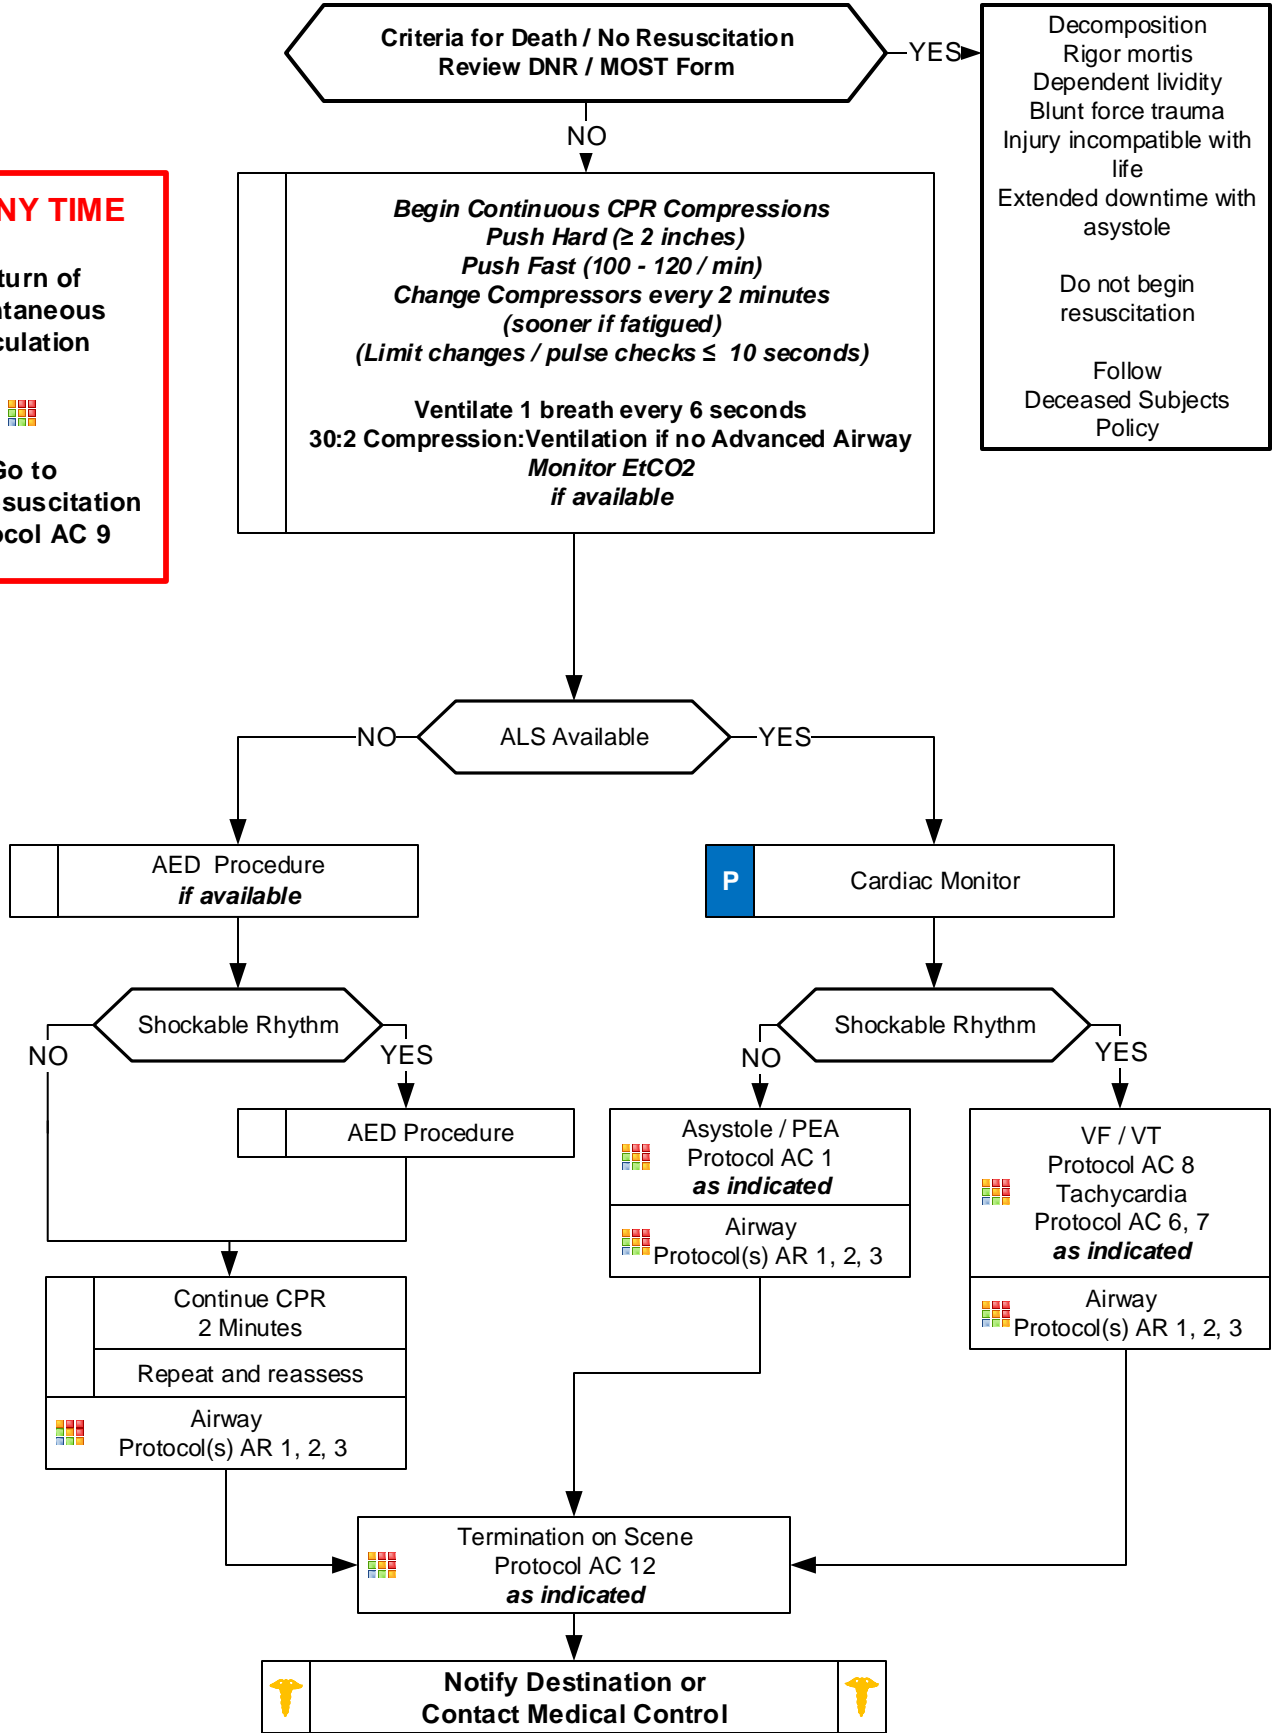 Criteria for Death / No Resuscitation
Review DNR / MOST Form
YES
Decomposition
Rigor mortis
Dependent lividity
Blunt force trauma
Injury incompatible with
life
Extended downtime with
asystole
Do not begin
resuscitation
Follow
Deceased Subjects
Policy
NO
NY TIME
turn of
ntaneous
culation
Go to
suscitation
ocol AC 9
Begin Continuous CPR Compressions
Push Hard (≥ 2 inches)
Push Fast (100 - 120 / min)
Change Compressors every 2 minutes
(sooner if fatigued)
(Limit changes / pulse checks ≤ 10 seconds)
Ventilate 1 breath every 6 seconds
30:2 Compression:Ventilation if no Advanced Airway
Monitor EtCO2
if available
NO
ALS Available
YES
AED Procedure
if available
P
Cardiac Monitor
Shockable Rhythm
NO
YES
AED Procedure
Shockable Rhythm
NO
YES
Asystole / PEA
Protocol AC 1
as indicated
Airway
Protocol(s) AR 1, 2, 3
VF / VT
Protocol AC 8
Tachycardia
Protocol AC 6, 7
as indicated
Airway
Protocol(s) AR 1, 2, 3
Continue CPR
2 Minutes
Repeat and reassess
Airway
Protocol(s) AR 1, 2, 3
Termination on Scene
Protocol AC 12
as indicated
Notify Destination or
Contact Medical Control